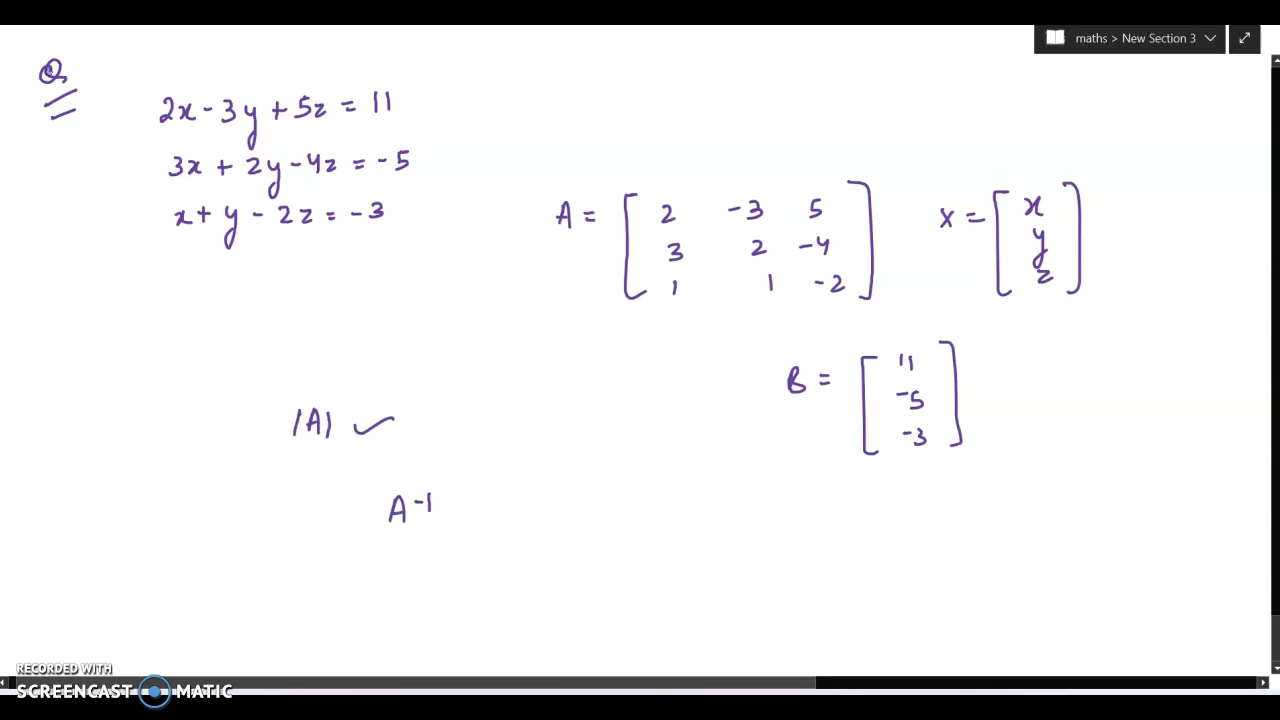 maths > New Section 3
Q
2x - 3y + 5z = 11
3x + 2y - 4z = -5
x + y - 2z = -3
A = [ 2 -3 5
3 2 -4
1 1 -2 ]
X = [ x
y
z ]
B = [ 11
-5
-3 ]
|A| ✓
A-1
RECORDED WITH
SCREENCAST MATIC